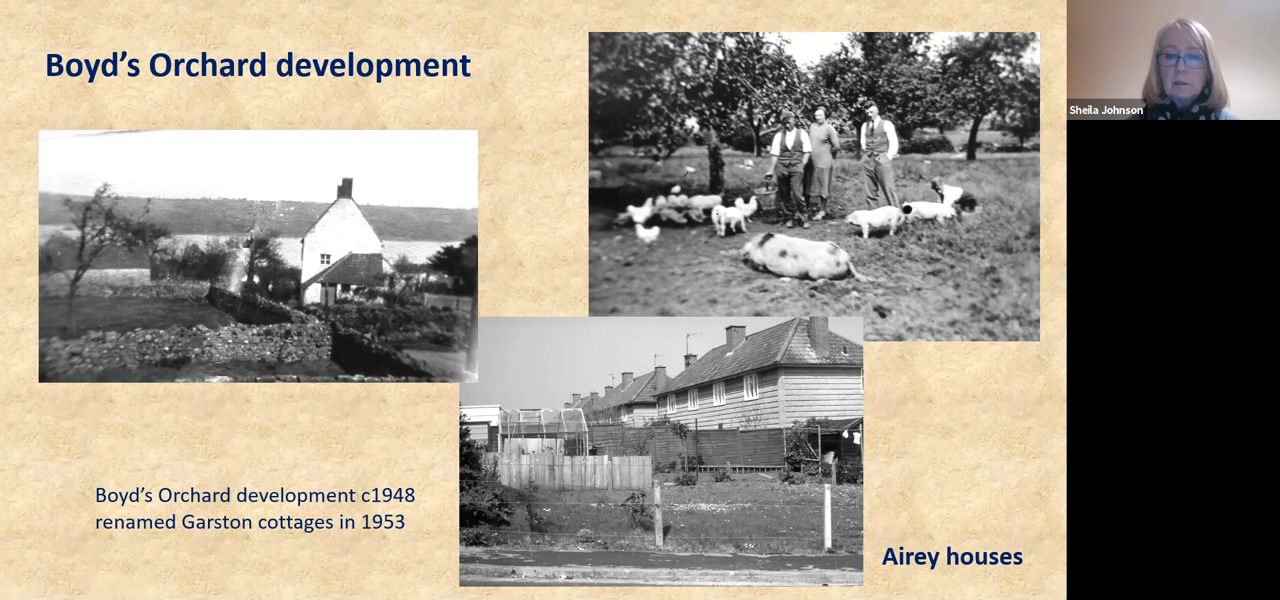 Boyd’s Orchard development
Sheila Johnson
Boyd’s Orchard development c1948
renamed Garston cottages in 1953
Airey houses